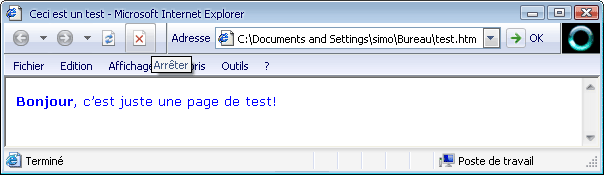 Ceci est un test - Microsoft Internet Explorer
Adresse C:\Documents and Settings\simo\Bureau\test.htm OK
Fichier Edition Affichage ris Outils ?
Arrêter
Bonjour, c'est juste une page de test!
Terminé Poste de travail